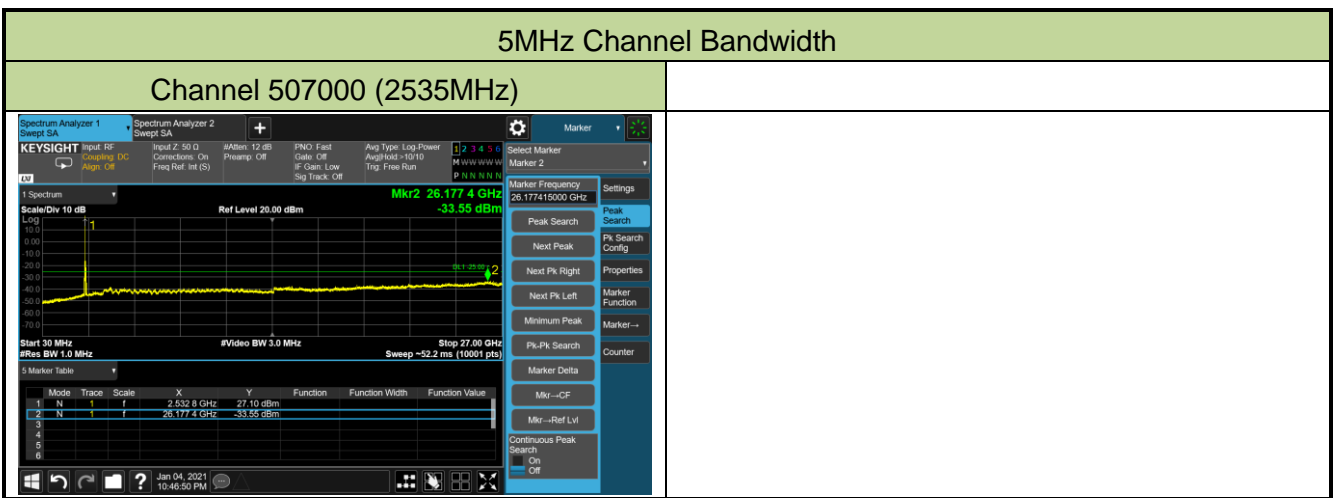 5MHz Channel Bandwidth
Channel 507000 (2535MHz)
Spectrum Analyzer 1
Swept SA
Spectrum Analyzer 2
Swept SA
+
Marker
KEYSIGHT
Input: RF
Coupling: DC
Align: Off
Input Z: 50 Ω
Corrections: On
Freq Ref: Int (S)
#Atten: 12 dB
Preamp: Off
PNO: Fast
Gate: Off
IF Gain: Low
Sig Track: Off
Avg Type: Log-Power
Avg|Hold:>10/10
Trig: Free Run
1 2 3 4 5 6
M W W W W W
P N N N N N
LXI
Select Marker
Marker 2
1 Spectrum
Mkr2 26.177 4 GHz
Scale/Div 10 dB
Ref Level 20.00 dBm
-33.55 dBm
Log
10.0
0.00
-10.0
-20.0
-30.0
-40.0
-50.0
-60.0
-70.0
1
DL1 -25.00
2
Start 30 MHz
#Video BW 3.0 MHz
Stop 27.00 GHz
#Res BW 1.0 MHz
Sweep ~52.2 ms (10001 pts)
Marker Frequency
26.177415000 GHz
Peak Search
Next Peak
Next Pk Right
Next Pk Left
Minimum Peak
Pk-Pk Search
Marker Delta
Mkr→CF
Mkr→Ref Lvl
Continuous Peak
Search
On
Off
Settings
Peak
Search
Pk Search
Config
Properties
Marker
Function
Marker→
Counter
5 Marker Table
Mode Trace Scale X Y Function Function Width Function Value
1 N 1 f 2.532 8 GHz 27.10 dBm
2 N 1 f 26.177 4 GHz -33.55 dBm
3
4
5
6
?
Jan 04, 2021
10:46:50 PM